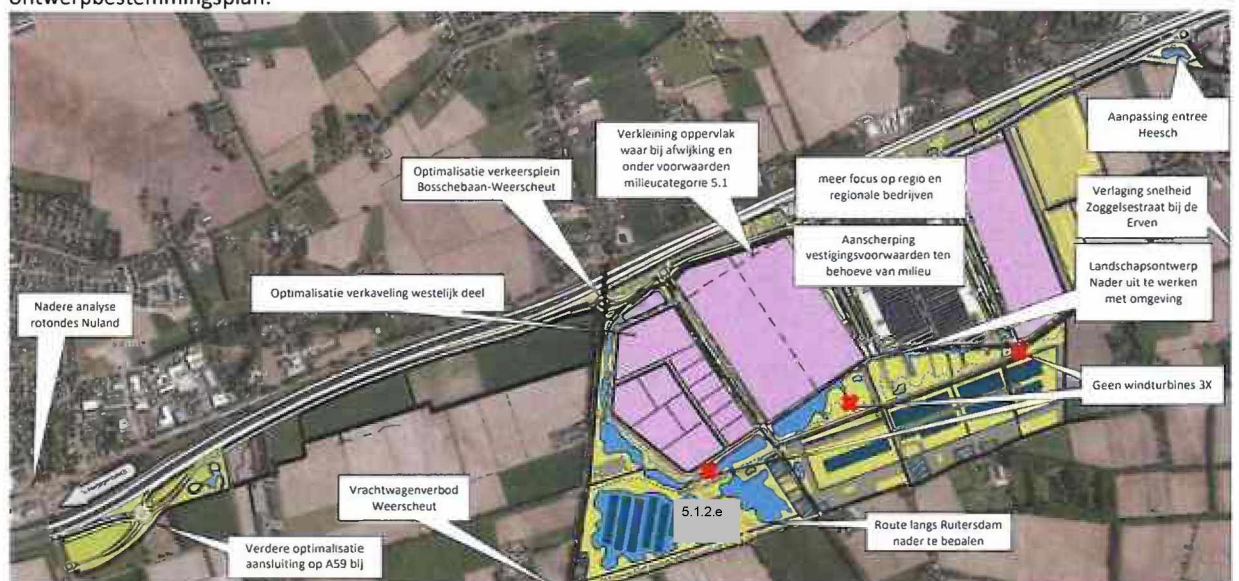 ontwerpbestemmingsplan.
Aanpassing entree
Heesch
Verkleining oppervlak
waar bij afwijking en
onder voorwaarden
milieucategorie 5.1
Optimalisatie verkeersplein
Bosschebaan-Weerscheut
meer focus op regio en
regionale bedrijven
Verlaging snelheid
Zoggelsestraat bij de
Erven
Aanscherping
vestigingsvoorwaarden ten
behoeve van milieu
Landschapsontwerp
Nader uit te werken
met omgeving
Optimalisatie verkaveling westelijk deel
Nadere analyse
rotondes Nuland
Geen windturbines 3X
Vrachtwagenverbod
Weerscheut
5.1.2.e
Route langs Ruitersdam
nader te bepalen
Verdere optimalisatie
aansluiting op A59 bij